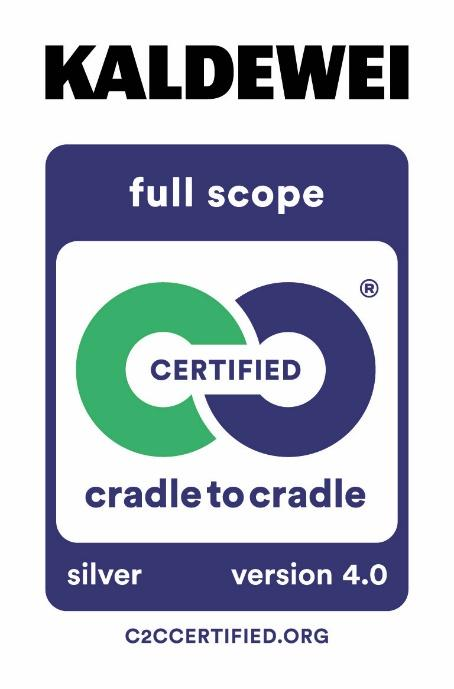 KALDEWEI
full scope
®
CERTIFIED
cradle to cradle
silver version 4.0
C2CCERTIFIED.ORG